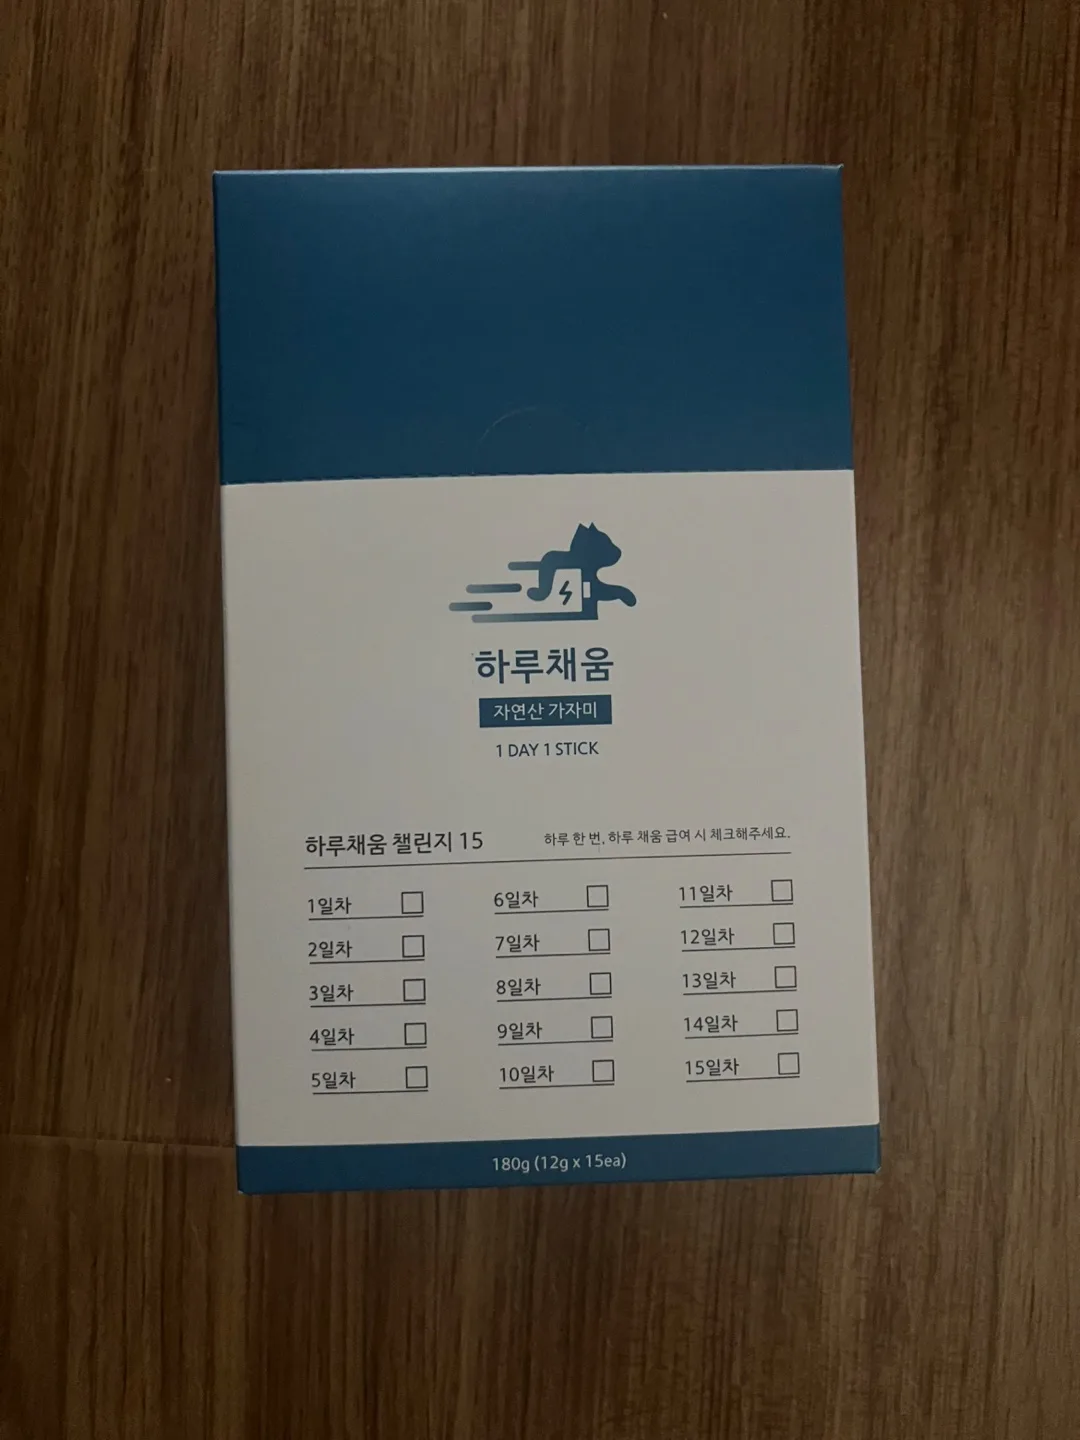 하루채움
자연산 가자미
1 DAY 1 STICK
하루채움 챌린지 15
하루 한 번, 하루 채움 급여 시 체크해주세요.
1일차
2일차
3일차
4일차
5일차
6일차
7일차
8일차
9일차
10일차
11일차
12일차
13일차
14일차
15일차
180g (12g x 15ea)